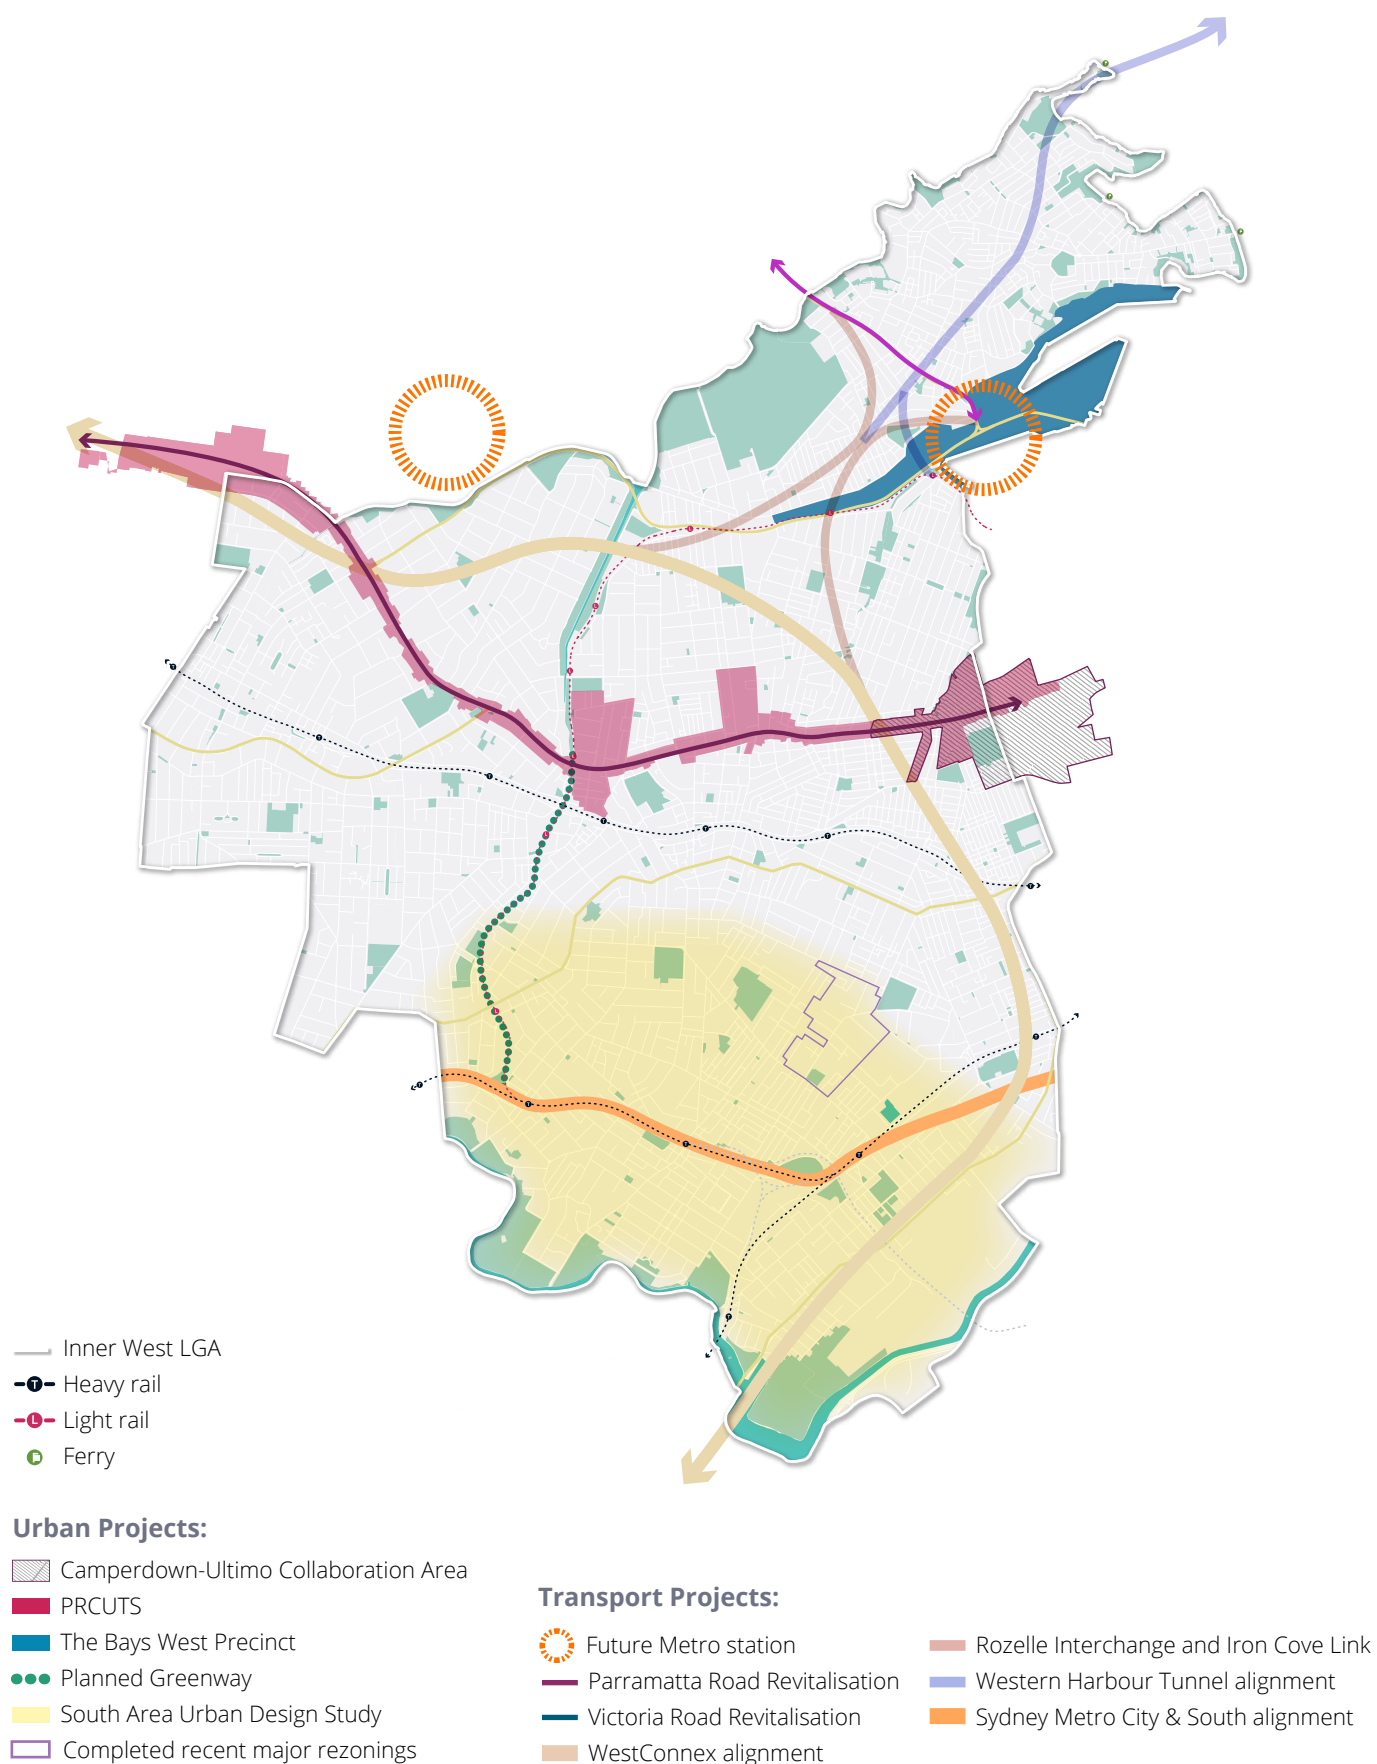 Inner West LGA
T Heavy rail
L Light rail
Ferry
Urban Projects:
Camperdown-Ultimo Collaboration Area
PRCUTS
The Bays West Precinct
Planned Greenway
South Area Urban Design Study
Completed recent major rezonings
Transport Projects:
Future Metro station
Parramatta Road Revitalisation
Victoria Road Revitalisation
WestConnex alignment
Rozelle Interchange and Iron Cove Link
Western Harbour Tunnel alignment
Sydney Metro City & South alignment